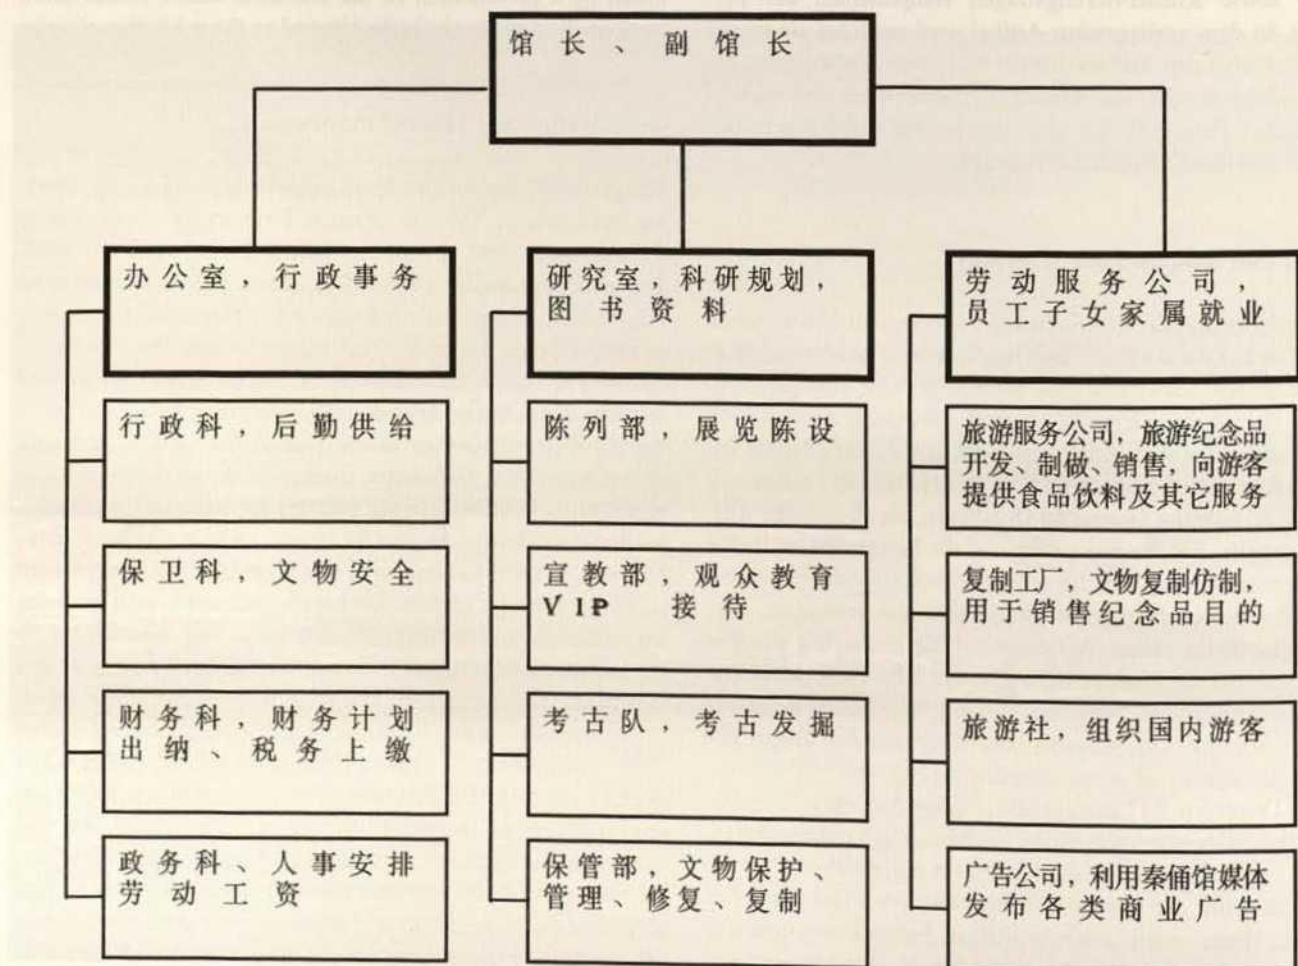 馆长、副馆长
办公室，行政事务
行政科，后勤供给
保卫科，文物安全
财务科，财务计划
出纳、税务上缴
政务科、人事安排
劳动工资
研究室，科研规划，
图书资料
陈列部，展览陈设
宣教部，观众教育
VIP 接待
考古队，考古发掘
保管部，文物保护、
管理、修复、复制
劳动服务公司，
员工子女家属就业
旅游服务公司，旅游纪念品
开发、制做、销售，向游客
提供食品饮料及其它服务
复制工厂，文物复制仿制，
用于销售纪念品目的
旅游社，组织国内游客
广告公司，利用秦俑馆媒体
发布各类商业广告